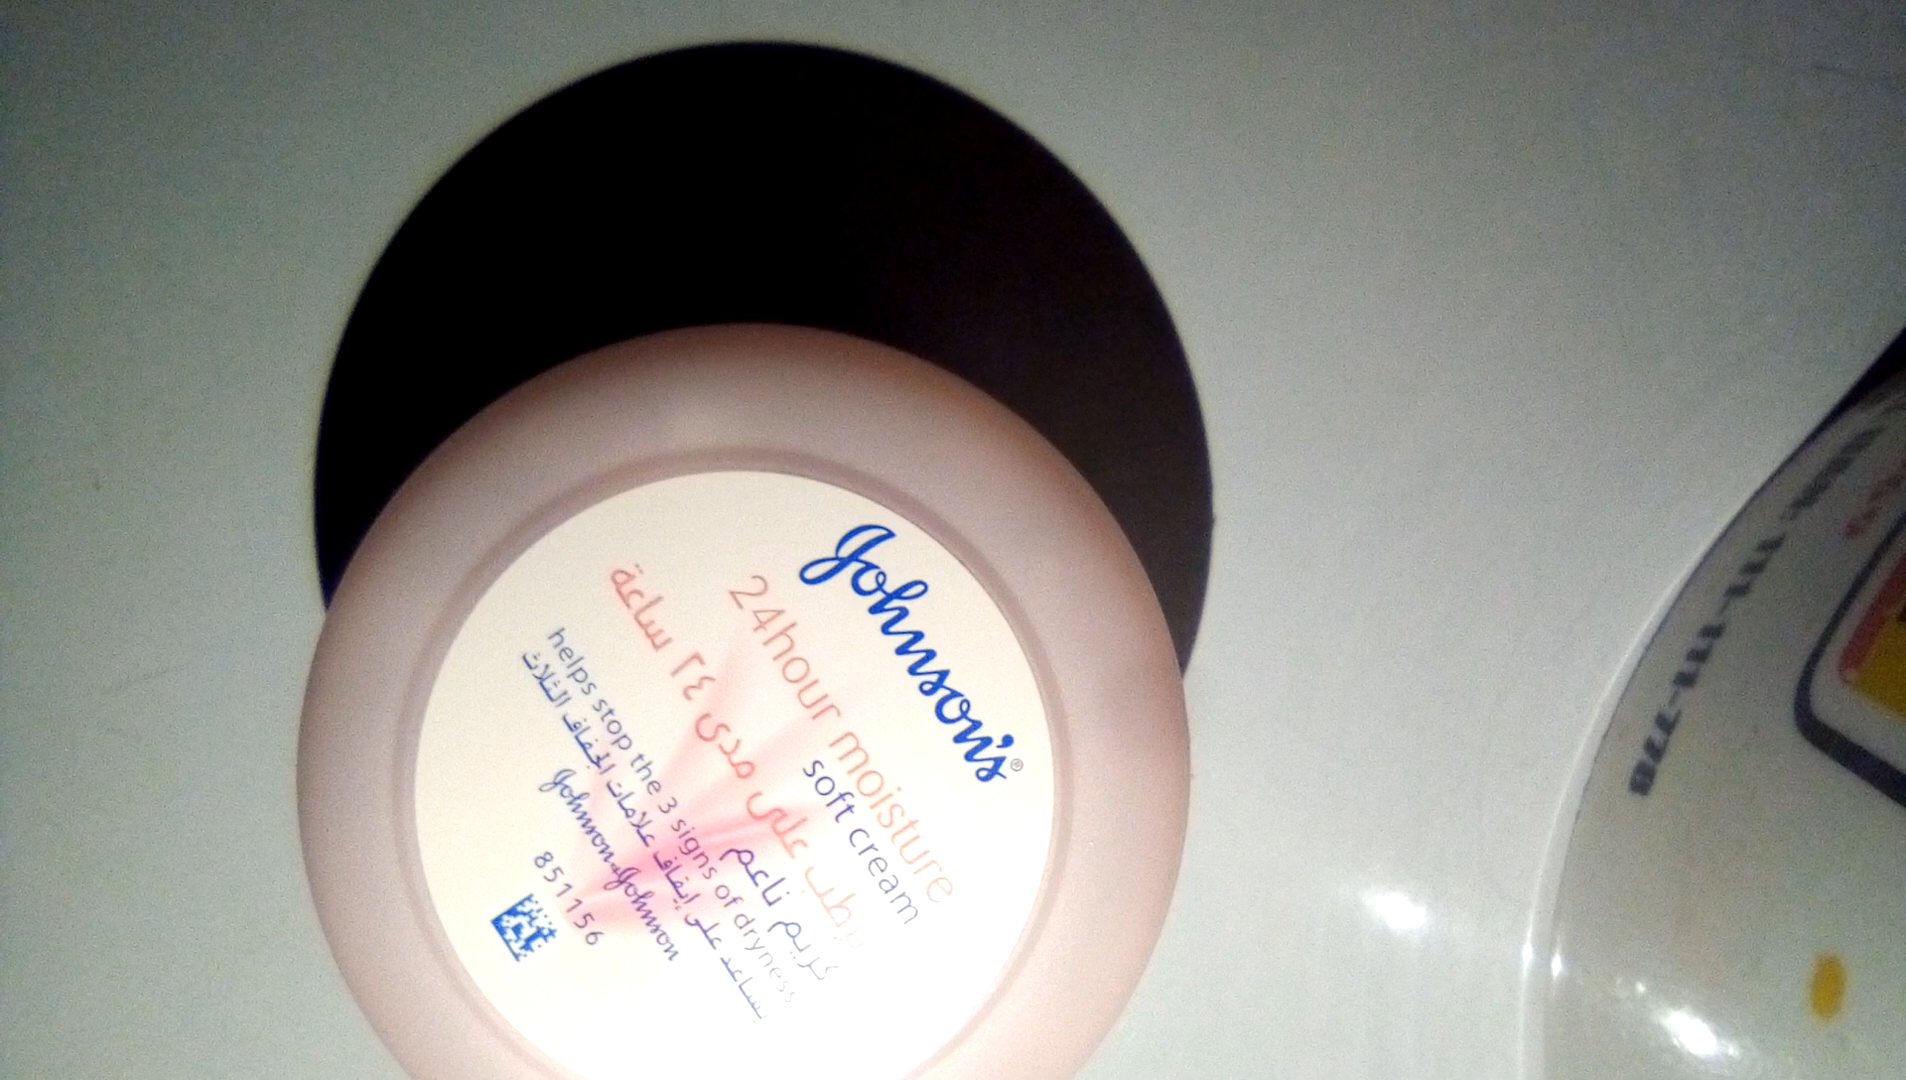 Johnson's®
24hour moisture
soft cream
يرطب على مدى ٢٤ ساعة
كريم ناعم
helps stop the 3 signs of dryness
يساعد على إيقاف علامات الجفاف الثلاث
Johnson & Johnson
851156